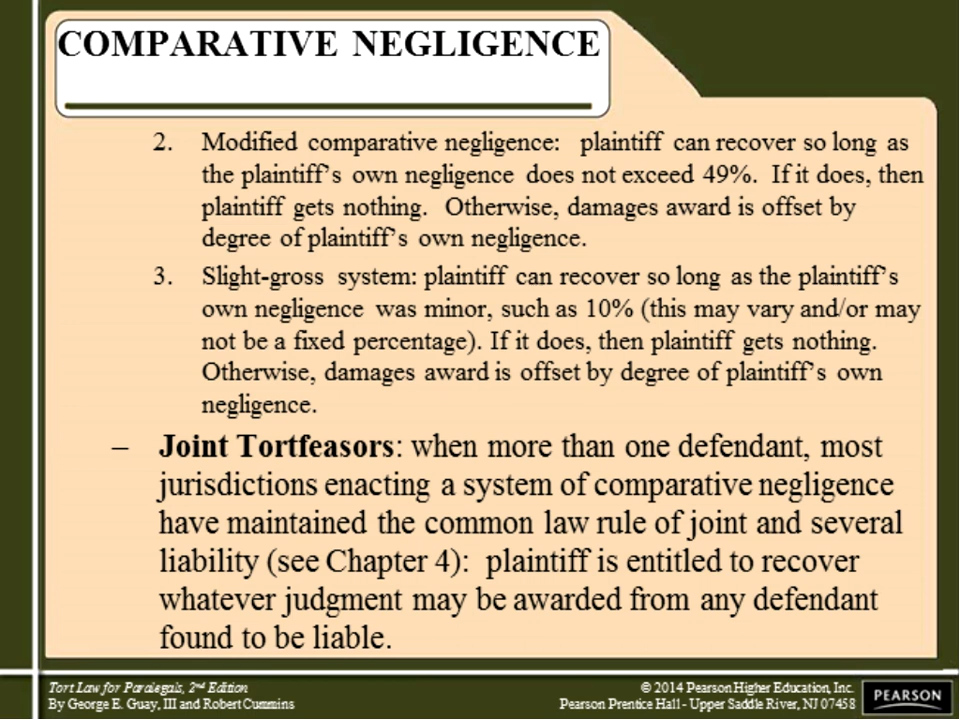 COMPARATIVE NEGLIGENCE
2. Modified comparative negligence: plaintiff can recover so long as
the plaintiff's own negligence does not exceed 49%. If it does, then
plaintiff gets nothing. Otherwise, damages award is offset by
degree of plaintiff's own negligence.
3. Slight-gross system: plaintiff can recover so long as the plaintiff's
own negligence was minor, such as 10% (this may vary and/or may
not be a fixed percentage). If it does, then plaintiff gets nothing.
Otherwise, damages award is offset by degree of plaintiff's own
negligence.
– Joint Tortfeasors: when more than one defendant, most
jurisdictions enacting a system of comparative negligence
have maintained the common law rule of joint and several
liability (see Chapter 4): plaintiff is entitled to recover
whatever judgment may be awarded from any defendant
found to be liable.
Tort Law for Paralegals, 2nd Edition
By George E. Guay, III and Robert Cummins
© 2014 Pearson Higher Education, Inc.
Pearson Prentice Hall - Upper Saddle River, NJ 07458
PEARSON